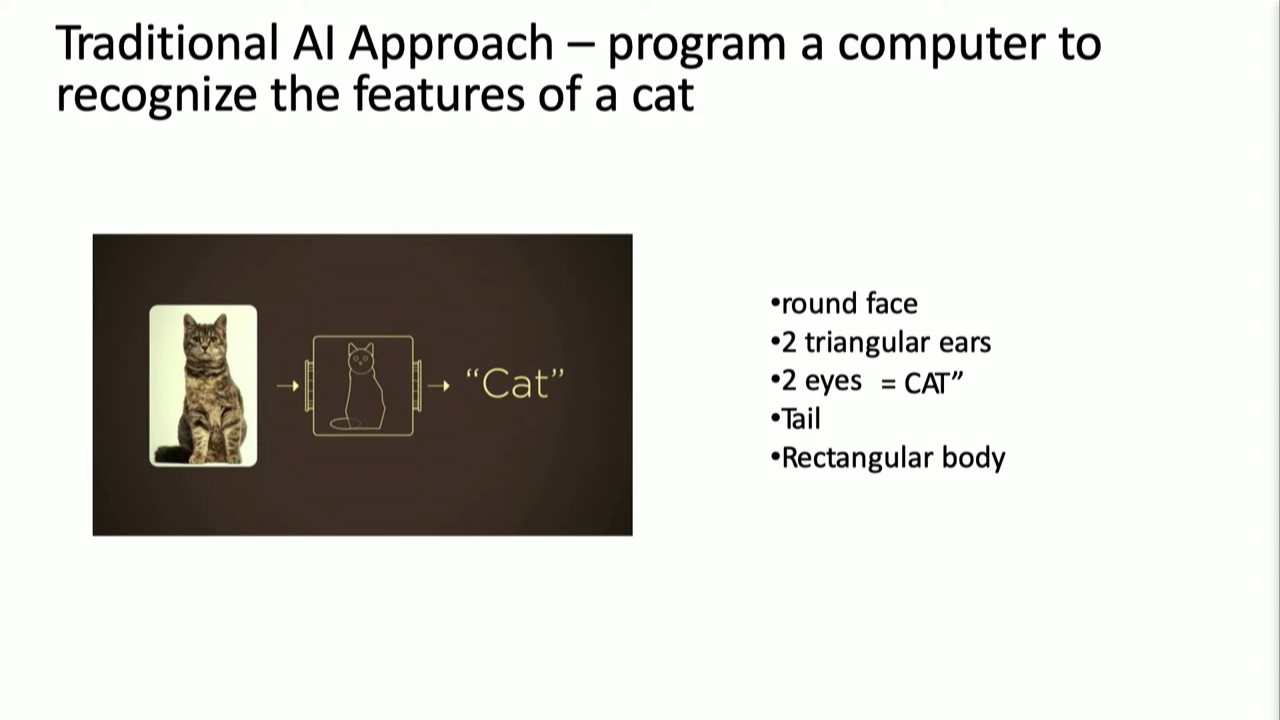 Traditional AI Approach – program a computer to
recognize the features of a cat
“Cat”
•round face
•2 triangular ears
•2 eyes = CAT”
•Tail
•Rectangular body